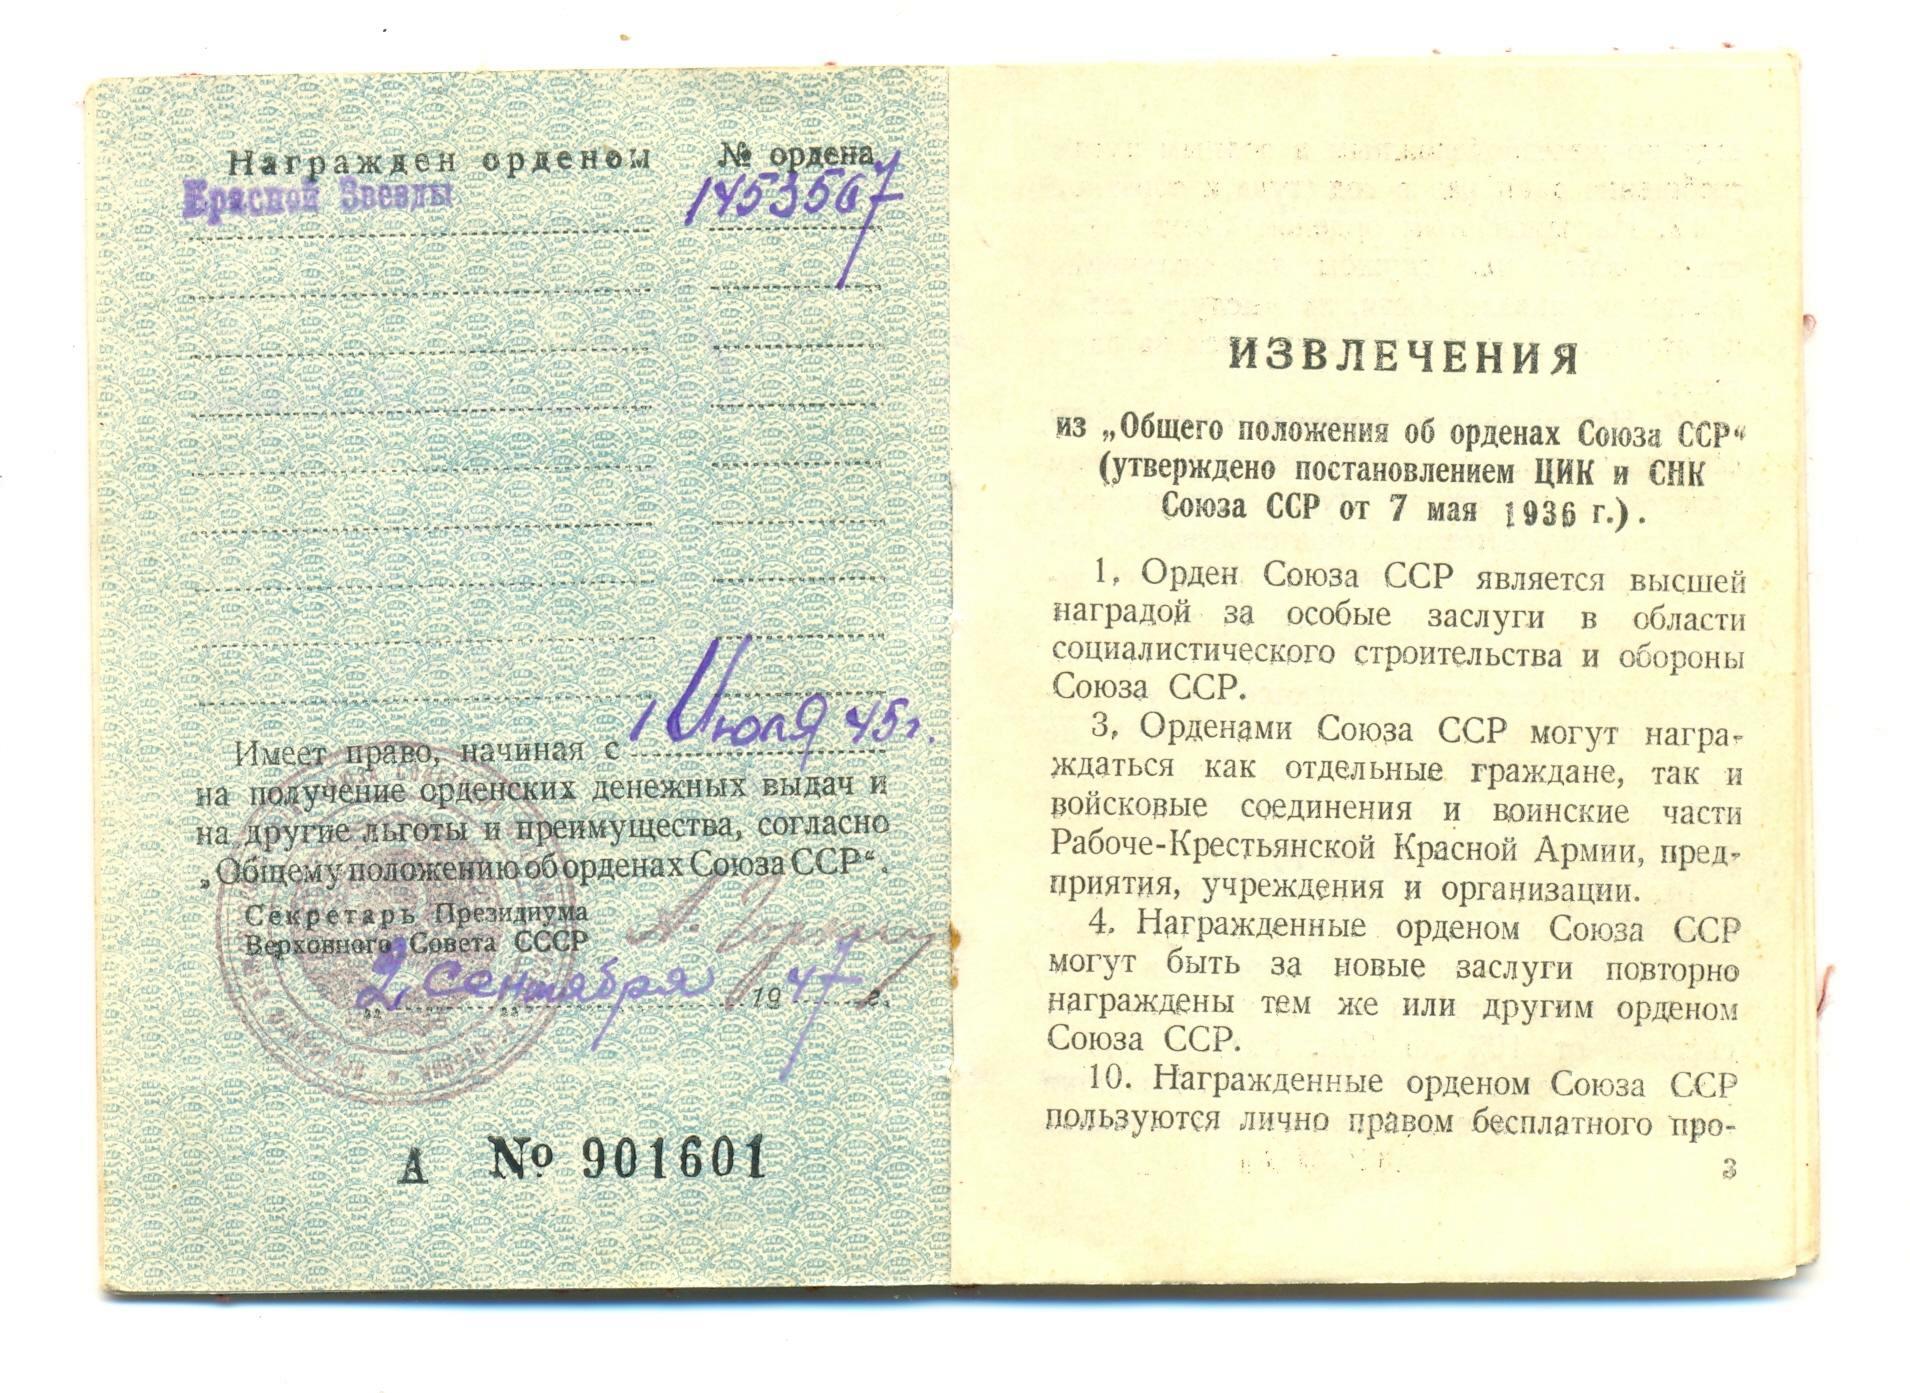 Награжден орденом № ордена
Красной Звезды 1453567
Имеет право, начиная с 1 Июля 45г.
на получение орденских денежных выдач и
на другие льготы и преимущества, согласно
„Общему положению об орденах Союза ССР“.
Секретарь Президиума
Верховного Совета СССР
„2“ Сентября 1947 г.
А № 901601
ИЗВЛЕЧЕНИЯ
из „Общего положения об орденах Союза ССР“
(утверждено постановлением ЦИК и СНК
Союза ССР от 7 мая 1936 г.).
1. Орден Союза ССР является высшей
наградой за особые заслуги в области
социалистического строительства и обороны
Союза ССР.
3. Орденами Союза ССР могут награ-
ждаться как отдельные граждане, так и
войсковые соединения и воинские части
Рабоче-Крестьянской Красной Армии, пред-
приятия, учреждения и организации.
4. Награжденные орденом Союза ССР
могут быть за новые заслуги повторно
награждены тем же или другим орденом
Союза ССР.
10. Награжденные орденом Союза ССР
пользуются лично правом бесплатного про-
3